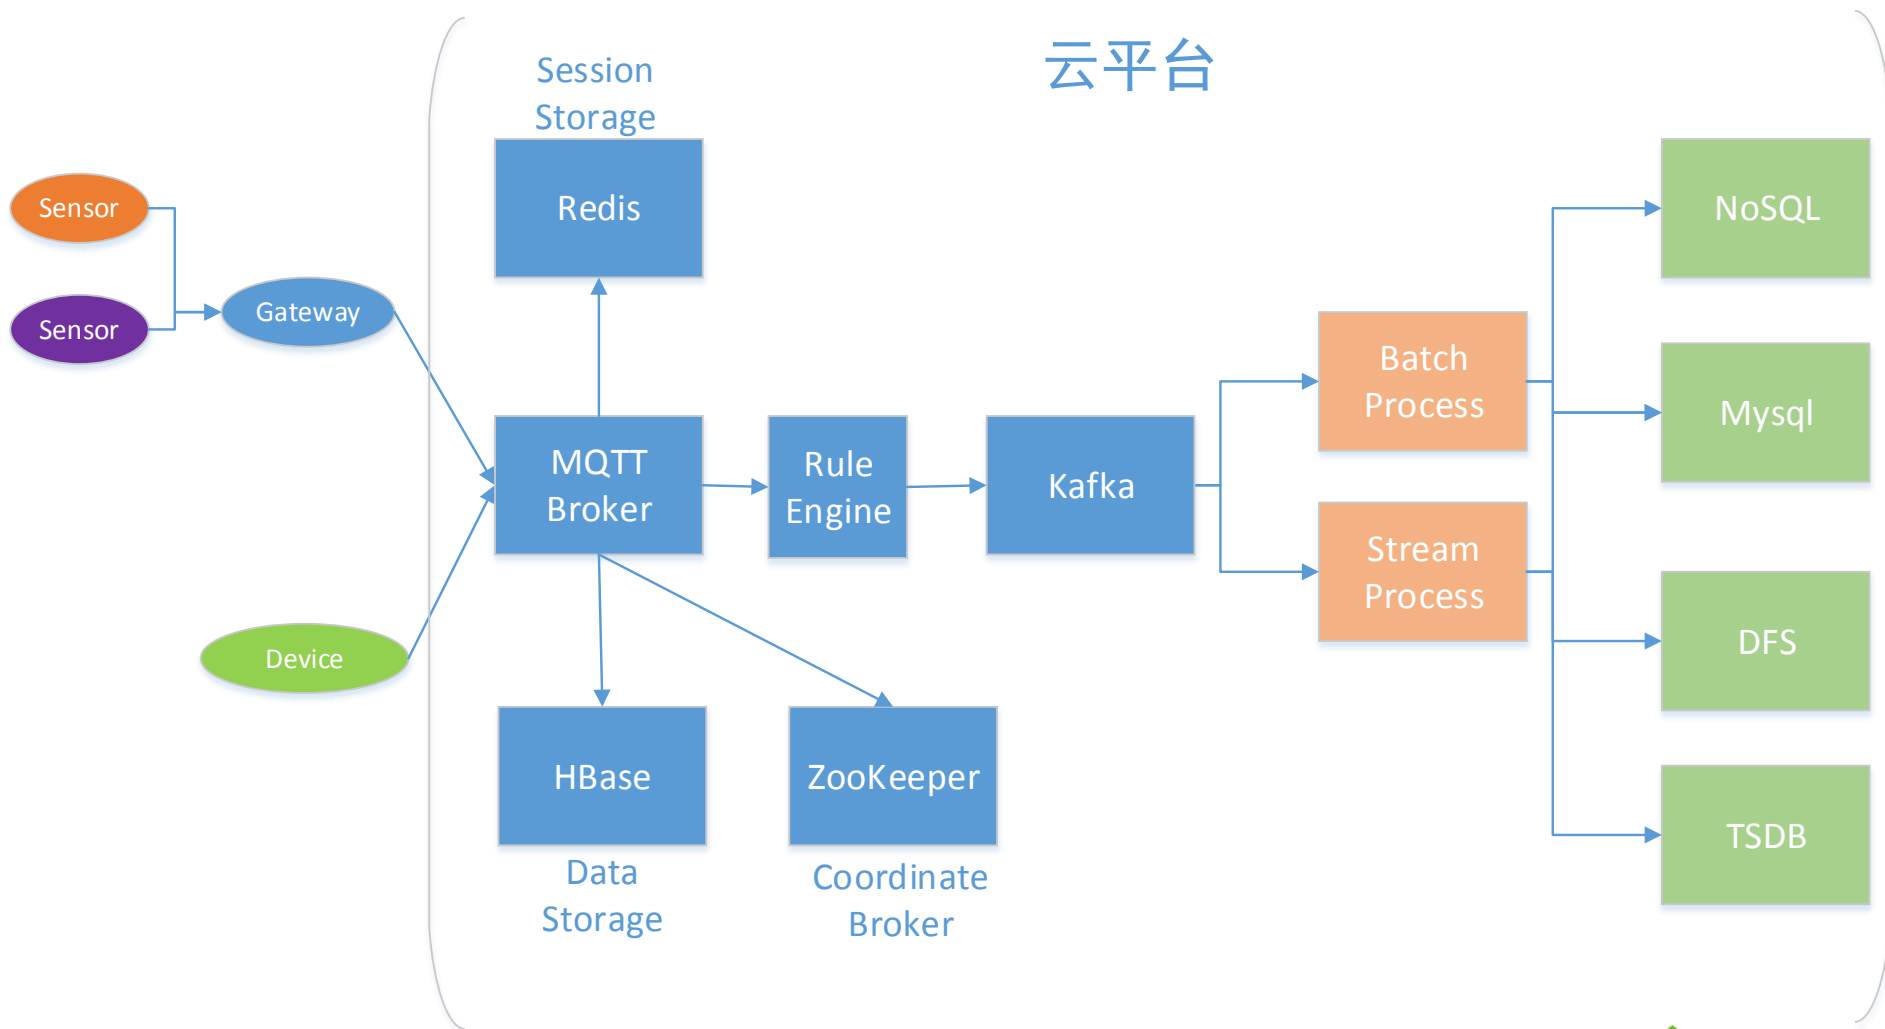 云平台
Session
Storage
Redis
Sensor
Sensor
Gateway
Device
MQTT
Broker
Rule
Engine
Kafka
HBase
Data
Storage
ZooKeeper
Coordinate
Broker
Batch
Process
Stream
Process
NoSQL
Mysql
DFS
TSDB